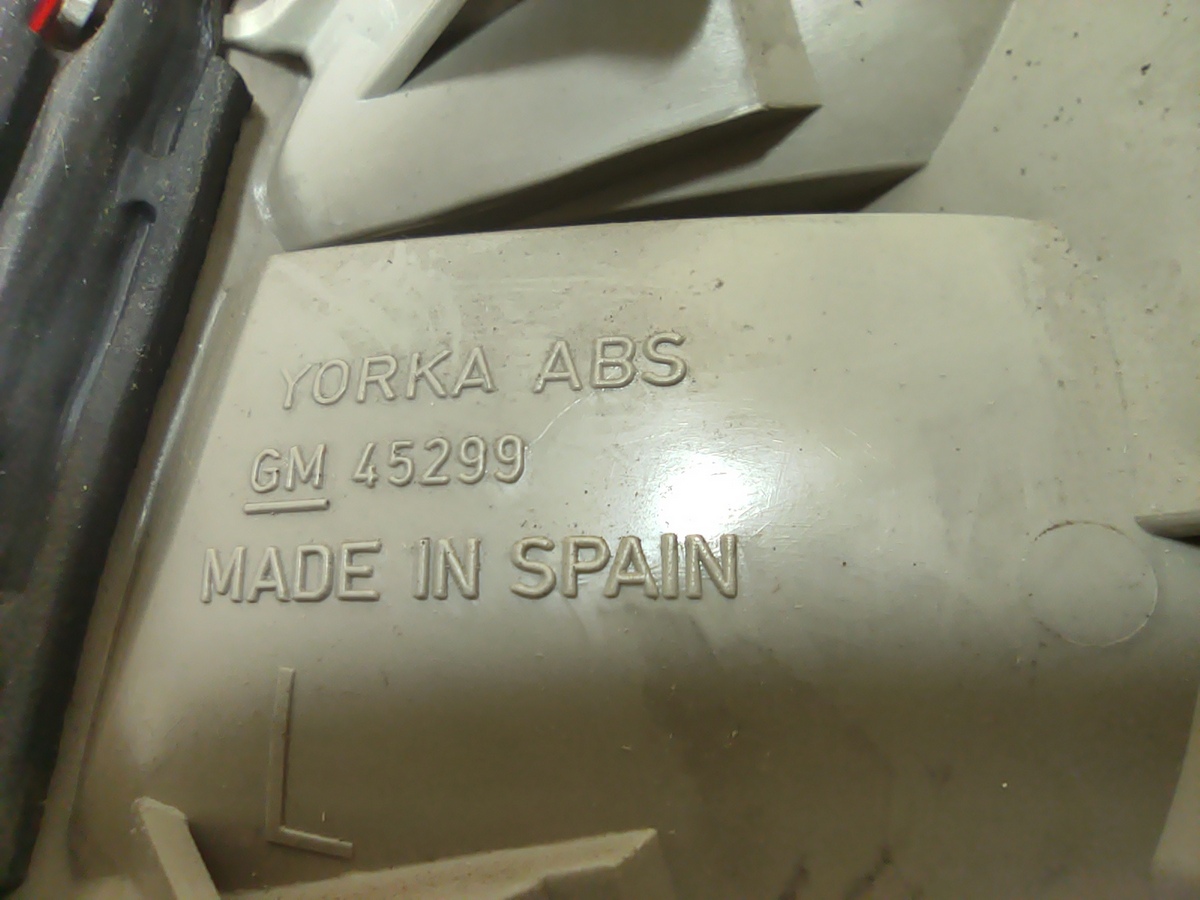 YORKA ABS
GM 45299
MADE IN SPAIN
L